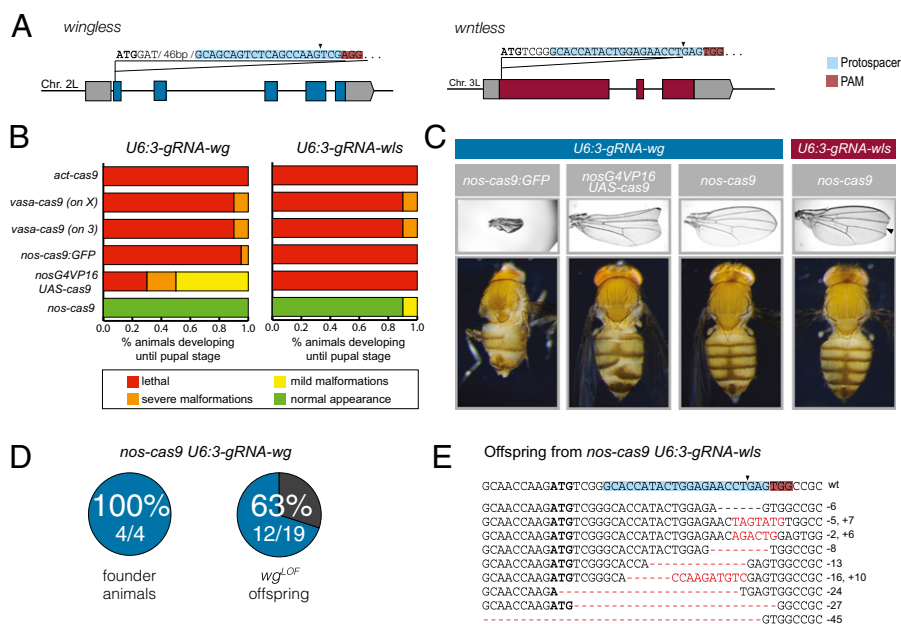 A
wingless
ATGGAT/ 46bp / GCAGCAGTCTCAGCCAAGTCGAGG . . .
Chr. 2L
wntless
ATGTCGGGCACCATACTGGAGAACCTGAGTGG . . .
Chr. 3L
Protospacer
PAM
B
U6:3-gRNA-wg
U6:3-gRNA-wls
act-cas9
vasa-cas9 (on X)
vasa-cas9 (on 3)
nos-cas9:GFP
nosG4VP16
UAS-cas9
nos-cas9
0.0 0.2 0.4 0.6 0.8 1.0
0.0 0.2 0.4 0.6 0.8 1.0
% animals developing
until pupal stage
% animals developing
until pupal stage
lethal
mild malformations
severe malformations
normal appearance
C
U6:3-gRNA-wg
U6:3-gRNA-wls
nos-cas9:GFP
nosG4VP16
UAS-cas9
nos-cas9
nos-cas9
D
nos-cas9 U6:3-gRNA-wg
100%
4/4
founder
animals
63%
12/19
wgLOF
offspring
E
Offspring from nos-cas9 U6:3-gRNA-wls
GCAACCAAGATGTCGGGCACCATACTGGAGAACCTGAGTGGCCGC wt
GCAACCAAGATGTCGGGCACCATACTGGAGA------GTGGCCGC -6
GCAACCAAGATGTCGGGCACCATACTGGAGAACTAGTATGTGGCC -5, +7
GCAACCAAGATGTCGGGCACCATACTGGAGAACAGACTGGAGTGG -2, +6
GCAACCAAGATGTCGGGCACCATACTGGAG--------TGGCCGC -8
GCAACCAAGATGTCGGGCACCA-------------GAGTGGCCGC -13
GCAACCAAGATGTCGGGCA------CCAAGATGTCGAGTGGCCGC -16, +10
GCAACCAAGA------------------------TGAGTGGCCGC -24
GCAACCAAGATG---------------------------GGCCGC -27
---------------------------------------------GAGTGGCCGC -45